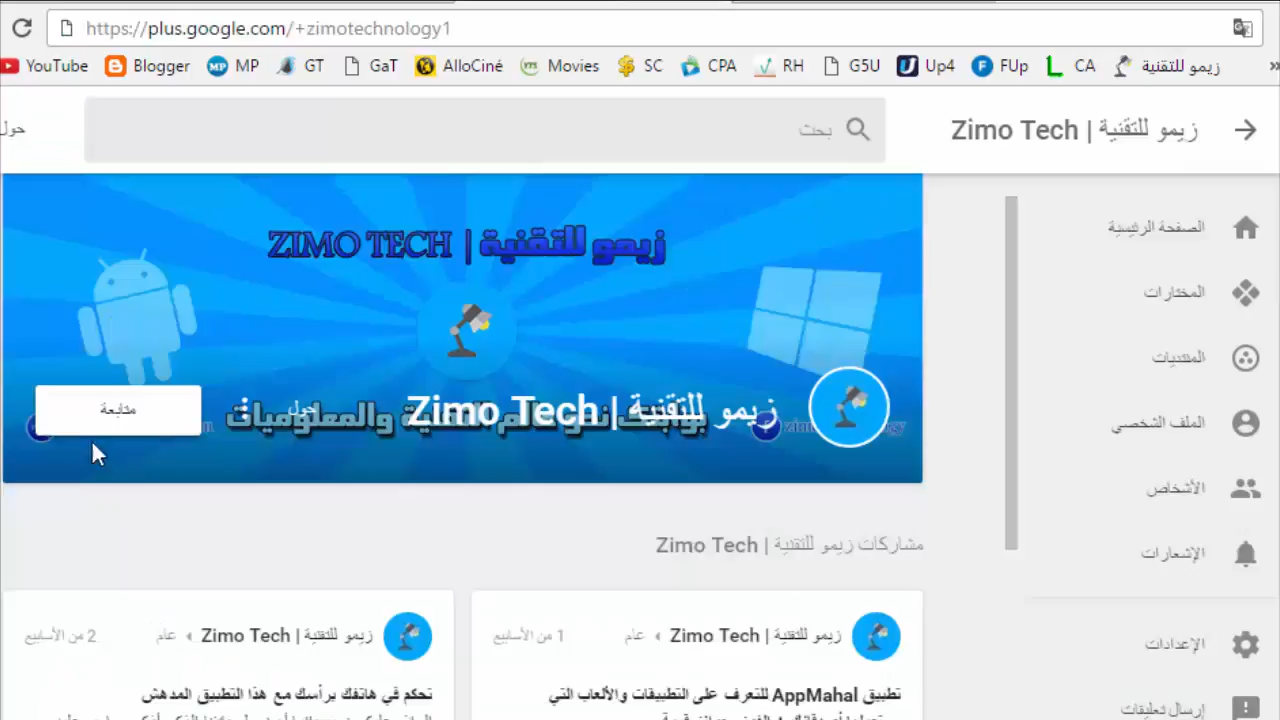 https://plus.google.com/+zimotechnology1
YouTube Blogger MP GT GaT AlloCiné Movies SC CPA RH G5U Up4 FUp CA زيمو للتقنية »
زيمو للتقنية | Zimo Tech
بحث
حول
ZIMO TECH | زيمو للتقنية
زيمو للتقنية | Zimo Tech
حول
متابعة
الصفحة الرئيسية
المختارات
المنتديات
الملف الشخصي
الأشخاص
الإشعارات
الإعدادات
إرسال تعليقات
مشاركات زيمو للتقنية | Zimo Tech
زيمو للتقنية | Zimo Tech عام 1 من الأسابيع
تطبيق AppMahal للتعرف على التطبيقات والألعاب التي
زيمو للتقنية | Zimo Tech عام 2 من الأسابيع
تحكم في هاتفك برأسك مع هذا التطبيق المدهش